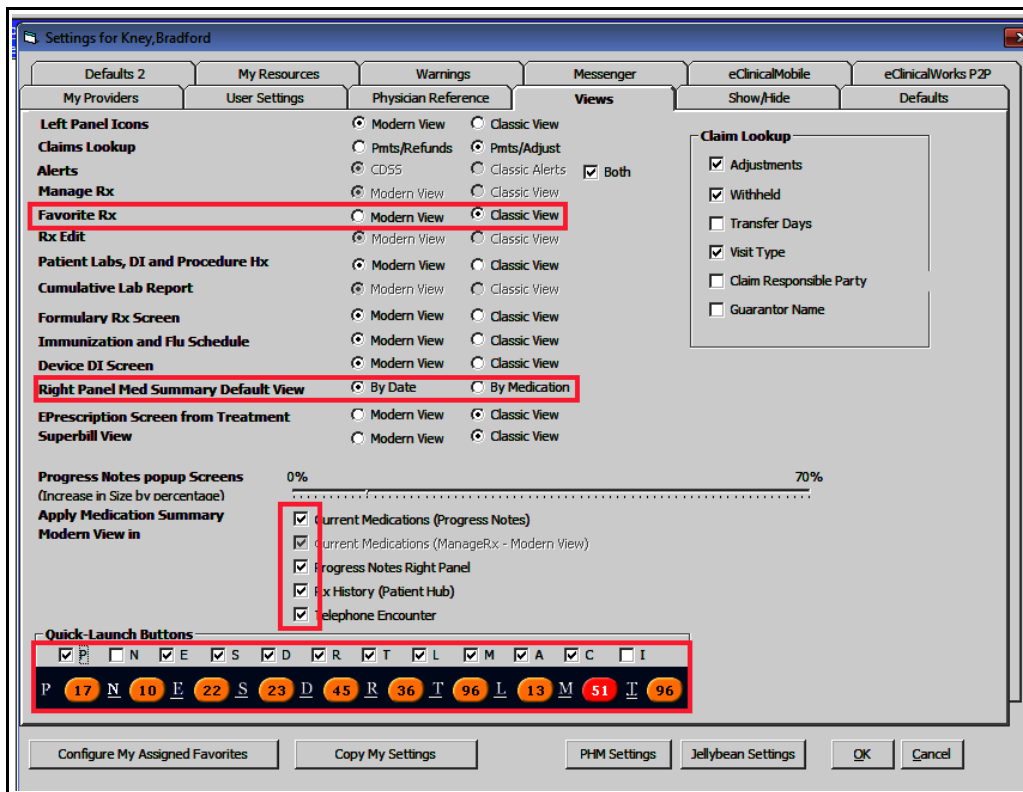 Settings for Kney,Bradford
Defaults 2 My Resources Warnings Messenger eClinicalMobile eClinicalWorks P2P
My Providers User Settings Physician Reference Views Show/Hide Defaults
Left Panel Icons Modern View Classic View
Claims Lookup Pmts/Refunds Pmts/Adjust
Alerts CDSS Classic Alerts Both
Manage Rx Modern View Classic View
Favorite Rx Modern View Classic View
Rx Edit Modern View Classic View
Patient Labs, DI and Procedure Hx Modern View Classic View
Cumulative Lab Report Modern View Classic View
Formulary Rx Screen Modern View Classic View
Immunization and Flu Schedule Modern View Classic View
Device DI Screen Modern View Classic View
Right Panel Med Summary Default View By Date By Medication
EPrescription Screen from Treatment Modern View Classic View
Superbill View Modern View Classic View
Claim Lookup
Adjustments
Withheld
Transfer Days
Visit Type
Claim Responsible Party
Guarantor Name
Progress Notes popup Screens 0% 70%
(Increase in Size by percentage)
Apply Medication Summary
Modern View in
Current Medications (Progress Notes)
Current Medications (ManageRx - Modern View)
Progress Notes Right Panel
Rx History (Patient Hub)
Telephone Encounter
Quick-Launch Buttons
P N E S D R T L M A C I
P 17 N 10 E 22 S 23 D 45 R 36 T 96 L 13 M 51 T 96
Configure My Assigned Favorites Copy My Settings PHM Settings Jellybean Settings OK Cancel